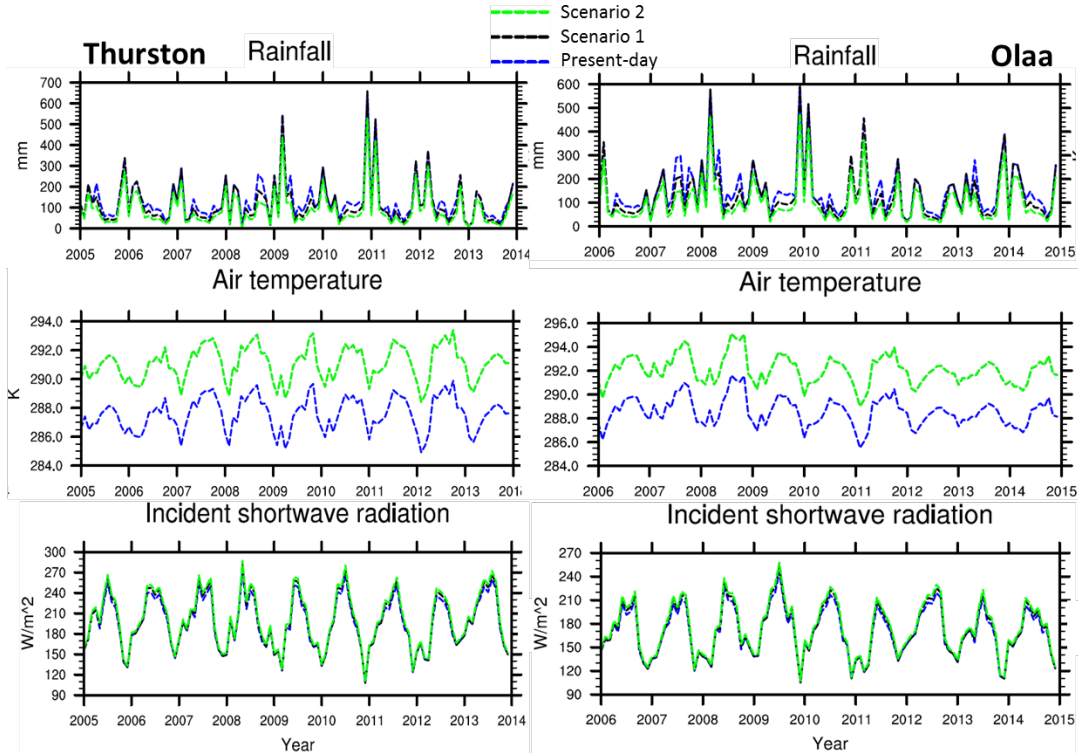 Scenario 2
Scenario 1
Present-day
Thurston
Rainfall
Rainfall
Olaa
700
600
500
400
300
200
100
0
mm
2005 2006 2007 2008 2009 2010 2011 2012 2013 2014
600
500
400
300
200
100
0
mm
2006 2007 2008 2009 2010 2011 2012 2013 2014 2015
Air temperature
294.0
292.0
290.0
288.0
286.0
284.0
K
2005 2006 2007 2008 2009 2010 2011 2012 2013
Air temperature
296.0
294.0
292.0
290.0
288.0
286.0
284.0
2006 2007 2008 2009 2010 2011 2012 2013 2014 2015
Incident shortwave radiation
300
270
240
210
180
150
120
90
W/m^2
2005 2006 2007 2008 2009 2010 2011 2012 2013 2014
Year
Incident shortwave radiation
270
240
210
180
150
120
90
W/m^2
2006 2007 2008 2009 2010 2011 2012 2013 2014 2015
Year